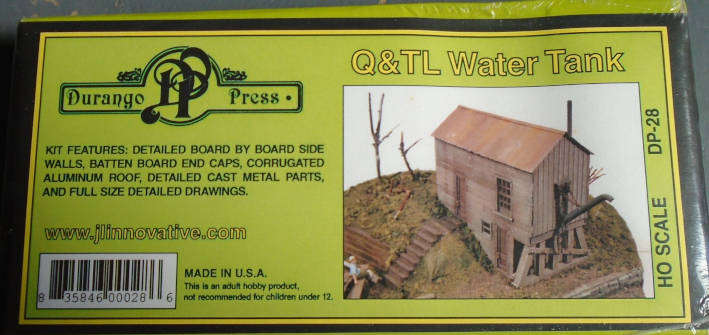 Durango DP Press.
KIT FEATURES: DETAILED BOARD BY BOARD SIDE
WALLS, BATTEN BOARD END CAPS, CORRUGATED
ALUMINUM ROOF, DETAILED CAST METAL PARTS,
AND FULL SIZE DETAILED DRAWINGS.
www.jlinnovative.com
8 35846 00028 6
MADE IN U.S.A.
This is an adult hobby product,
not recommended for children under 12.
Q&TL Water Tank
HO SCALE DP-28